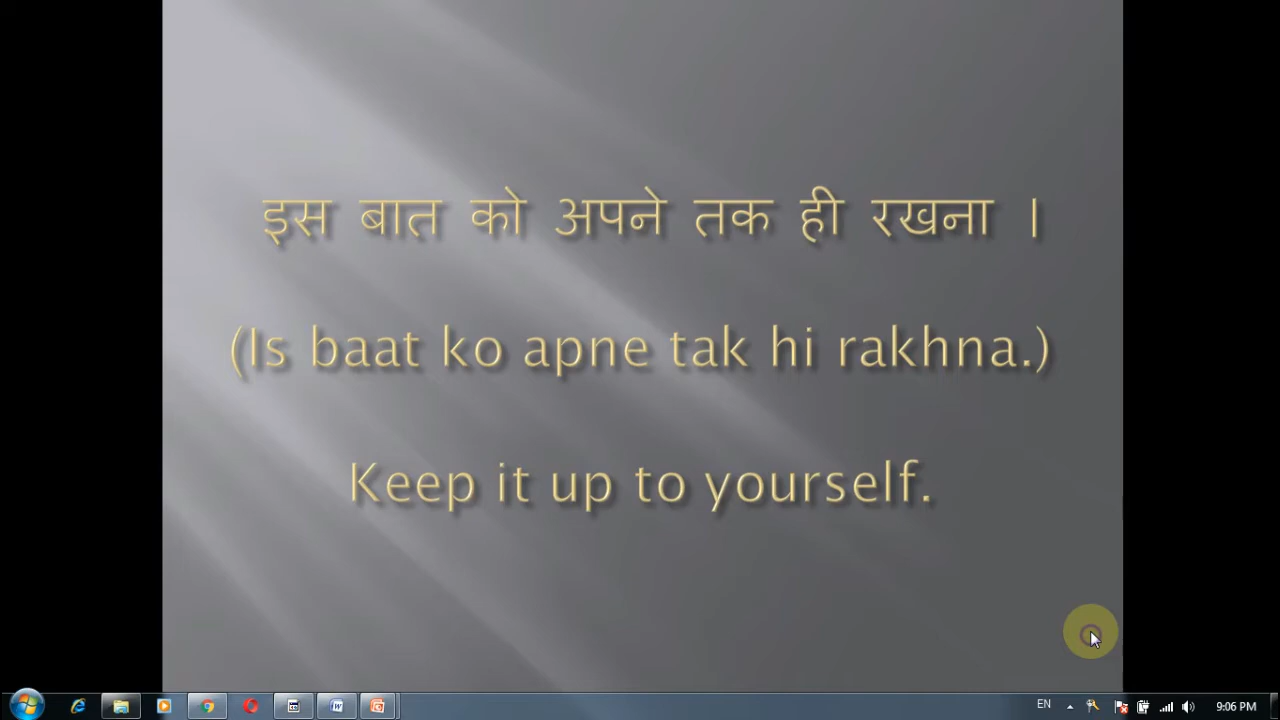 इस बात को अपने तक ही रखना ।
(Is baat ko apne tak hi rakhna.)
Keep it up to yourself.
EN
9:06 PM